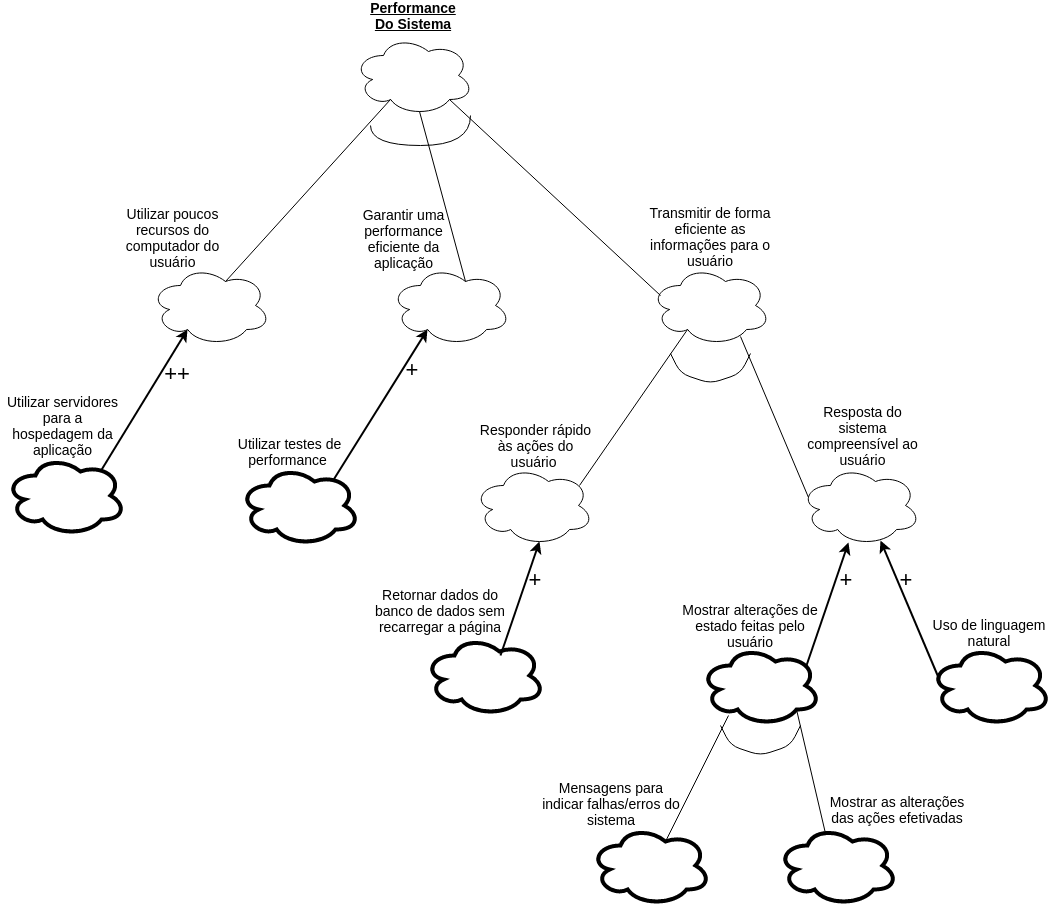 Performance
Do Sistema
Utilizar poucos
recursos do
computador do
usuário
Garantir uma
performance
eficiente da
aplicação
Transmitir de forma
eficiente as
informações para o
usuário
++
+
Utilizar servidores
para a
hospedagem da
aplicação
Utilizar testes de
performance
Responder rápido
às ações do
usuário
Resposta do
sistema
compreensível ao
usuário
+
+
+
Retornar dados do
banco de dados sem
recarregar a página
Mostrar alterações de
estado feitas pelo
usuário
Uso de linguagem
natural
Mensagens para
indicar falhas/erros do
sistema
Mostrar as alterações
das ações efetivadas